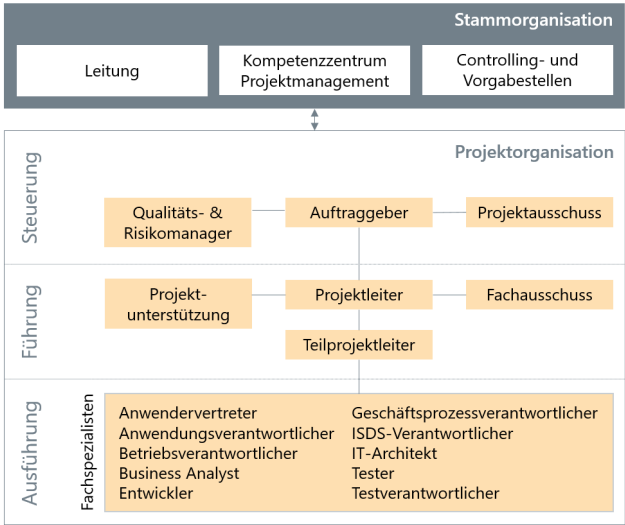 Stammorganisation
Leitung
Kompetenzzentrum
Projektmanagement
Controlling- und
Vorgabestellen
Projektorganisation
Steuerung
Qualitäts- &
Risikomanager
Auftraggeber
Projektausschuss
Führung
Projekt-
unterstützung
Projektleiter
Fachausschuss
Teilprojektleiter
Ausführung
Fachspezialisten
Anwendervertreter
Anwendungsverantwortlicher
Betriebsverantwortlicher
Business Analyst
Entwickler
Geschäftsprozessverantwortlicher
ISDS-Verantwortlicher
IT-Architekt
Tester
Testverantwortlicher